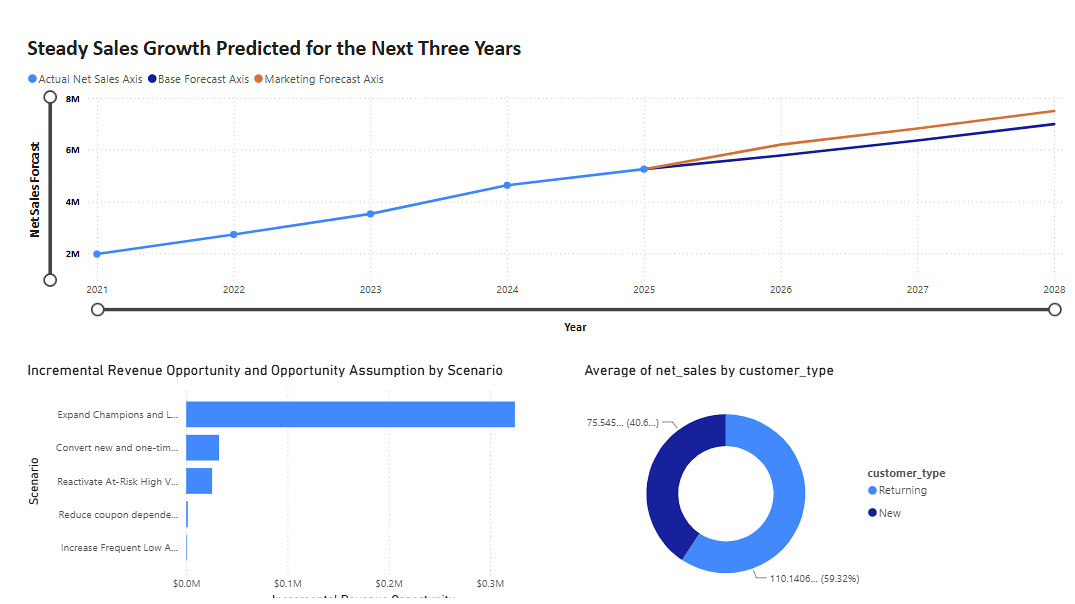 Steady Sales Growth Predicted for the Next Three Years
Actual Net Sales Axis Base Forecast Axis Marketing Forecast Axis
8M
6M
4M
2M
Net Sales Forcast
2021 2022 2023 2024 2025 2026 2027 2028
Year
Incremental Revenue Opportunity and Opportunity Assumption by Scenario
Scenario
Expand Champions and L...
Convert new and one-tim...
Reactivate At-Risk High V...
Reduce coupon depende...
Increase Frequent Low A...
$0.0M $0.1M $0.2M $0.3M
Incremental Revenue Opportunity
Average of net_sales by customer_type
75.545... (40.6...)
110.1406... (59.32%)
customer_type
Returning
New